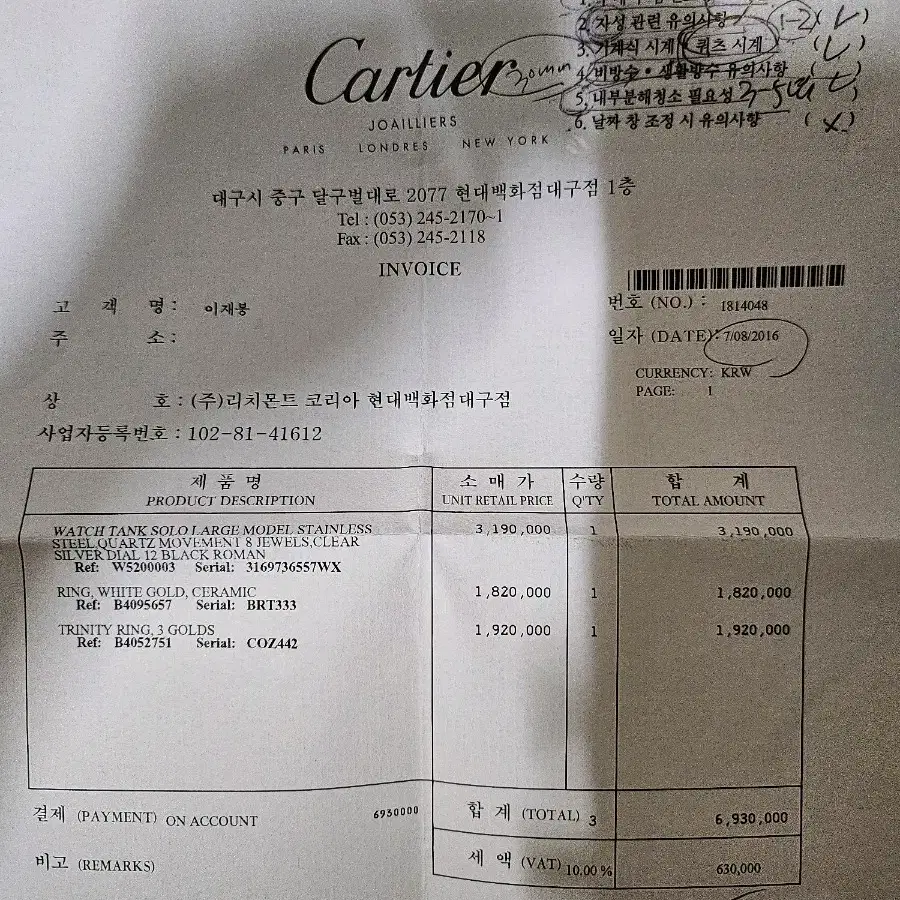 2. 자성 관련 유의사항 1-2 (✓)
3. 기계식 시계 퀴즈 시계 (✓)
4. 비방수 • 생활방수 유의사항
5. 내부분해청소 필요성 3-5
6. 날짜 창 조정 시 유의사항 (X)
Cartier
30min
JOAILLIERS
PARIS LONDRES NEW YORK
대구시 중구 달구벌대로 2077 현대백화점대구점 1층
Tel : (053) 245-2170~1
Fax : (053) 245-2118
INVOICE
고 객 명 : 이재봉
번호 (NO.) : 1814048
주 소 :
일자 (DATE): 7/08/2016
CURRENCY: KRW
PAGE: 1
상 호 : (주)리치몬트 코리아 현대백화점대구점
사업자등록번호 : 102-81-41612
제 품 명 소 매 가 수량 합 계
PRODUCT DESCRIPTION UNIT RETAIL PRICE Q'TY TOTAL AMOUNT
WATCH TANK SOLO LARGE MODEL STAINLESS 3,190,000 1 3,190,000
STEEL QUARTZ MOVEMENT 8 JEWELS,CLEAR
SILVER DIAL 12 BLACK ROMAN
Ref: W5200003 Serial: 3169736557WX
RING, WHITE GOLD, CERAMIC 1,820,000 1 1,820,000
Ref: B4095657 Serial: BRT333
TRINITY RING, 3 GOLDS 1,920,000 1 1,920,000
Ref: B4052751 Serial: COZ442
결제 (PAYMENT) ON ACCOUNT 6930000 합 계 (TOTAL) 3 6,930,000
비고 (REMARKS) 세 액 (VAT) 10.00 % 630,000